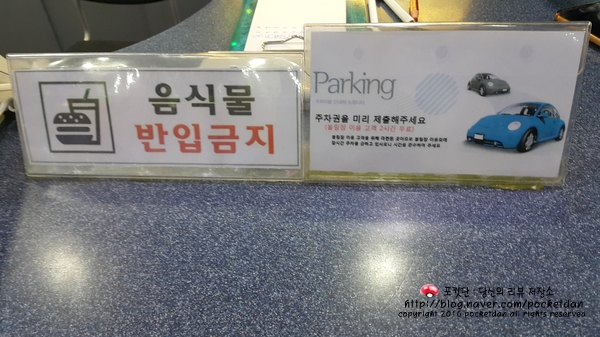 음식물
반입금지
Parking
주차권을 미리 제출해주세요
(볼링장 이용 고객 2시간 무료)
포켓단 : 당신의 리뷰 저장소
http://blog.naver.com/pocketdan
copyright 2016 pocketdan all rights reserved